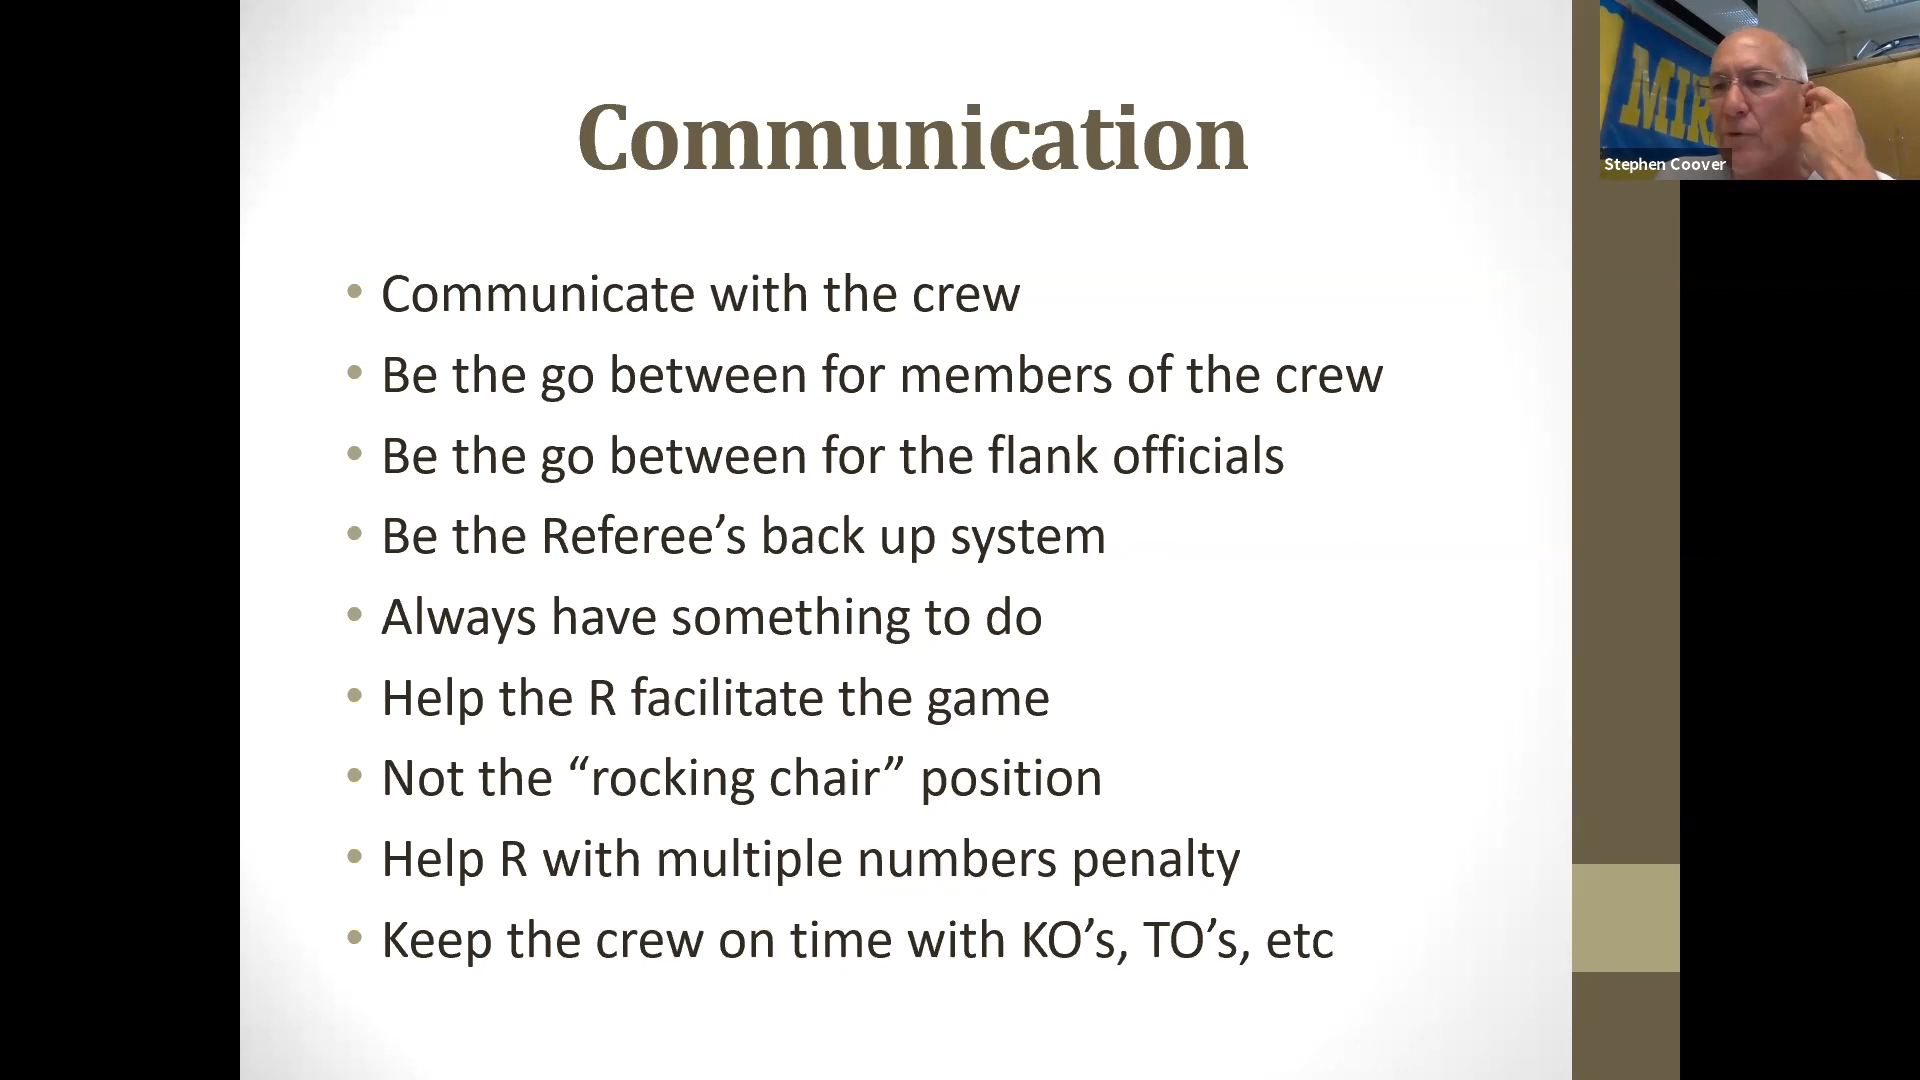 Communication
• Communicate with the crew
• Be the go between for members of the crew
• Be the go between for the flank officials
• Be the Referee’s back up system
• Always have something to do
• Help the R facilitate the game
• Not the “rocking chair” position
• Help R with multiple numbers penalty
• Keep the crew on time with KO’s, TO’s, etc
Stephen Coover